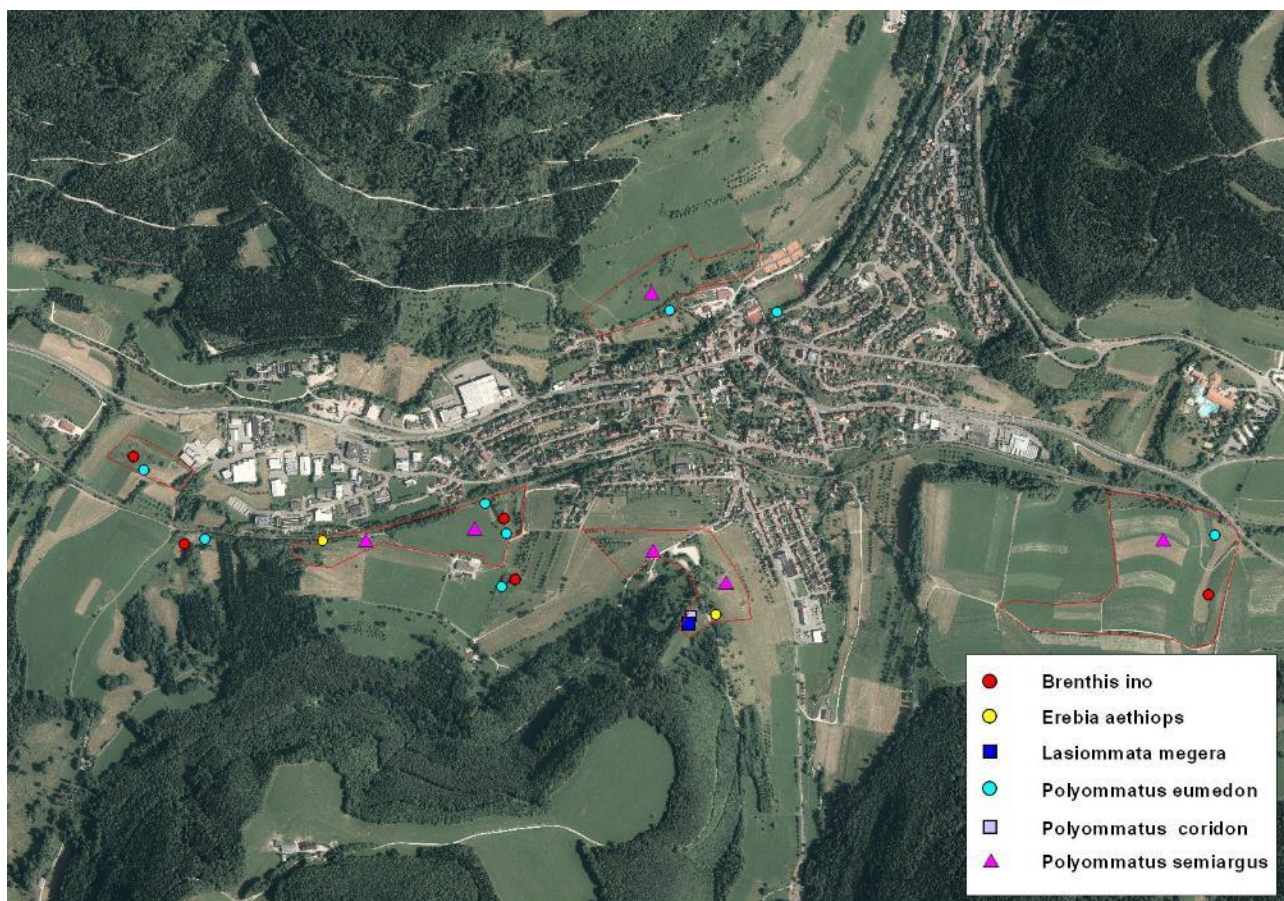 Brenthis ino
Erebia aethiops
Lasiommata megera
Polyommatus eumedon
Polyommatus coridon
Polyommatus semiargus